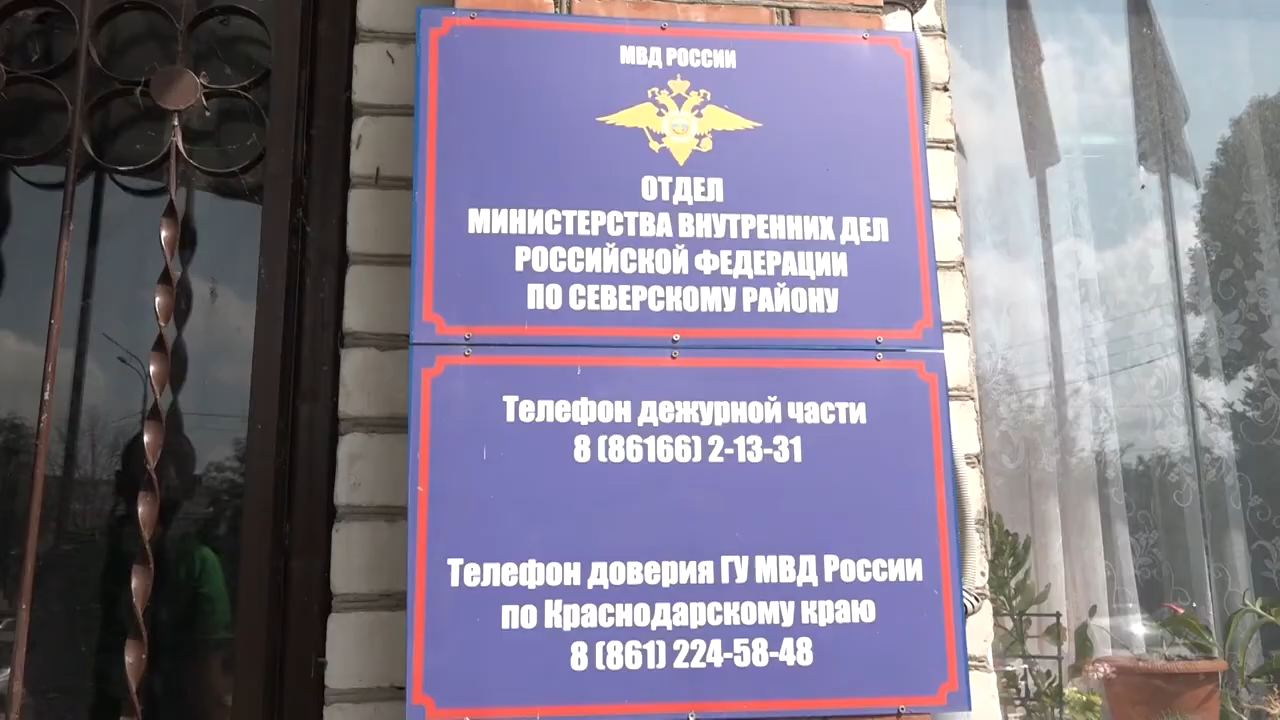 МВД РОССИИ
ОТДЕЛ
МИНИСТЕРСТВА ВНУТРЕННИХ ДЕЛ
РОССИЙСКОЙ ФЕДЕРАЦИИ
ПО СЕВЕРСКОМУ РАЙОНУ
Телефон дежурной части
8 (86166) 2-13-31
Телефон доверия ГУ МВД России
по Краснодарскому краю
8 (861) 224-58-48